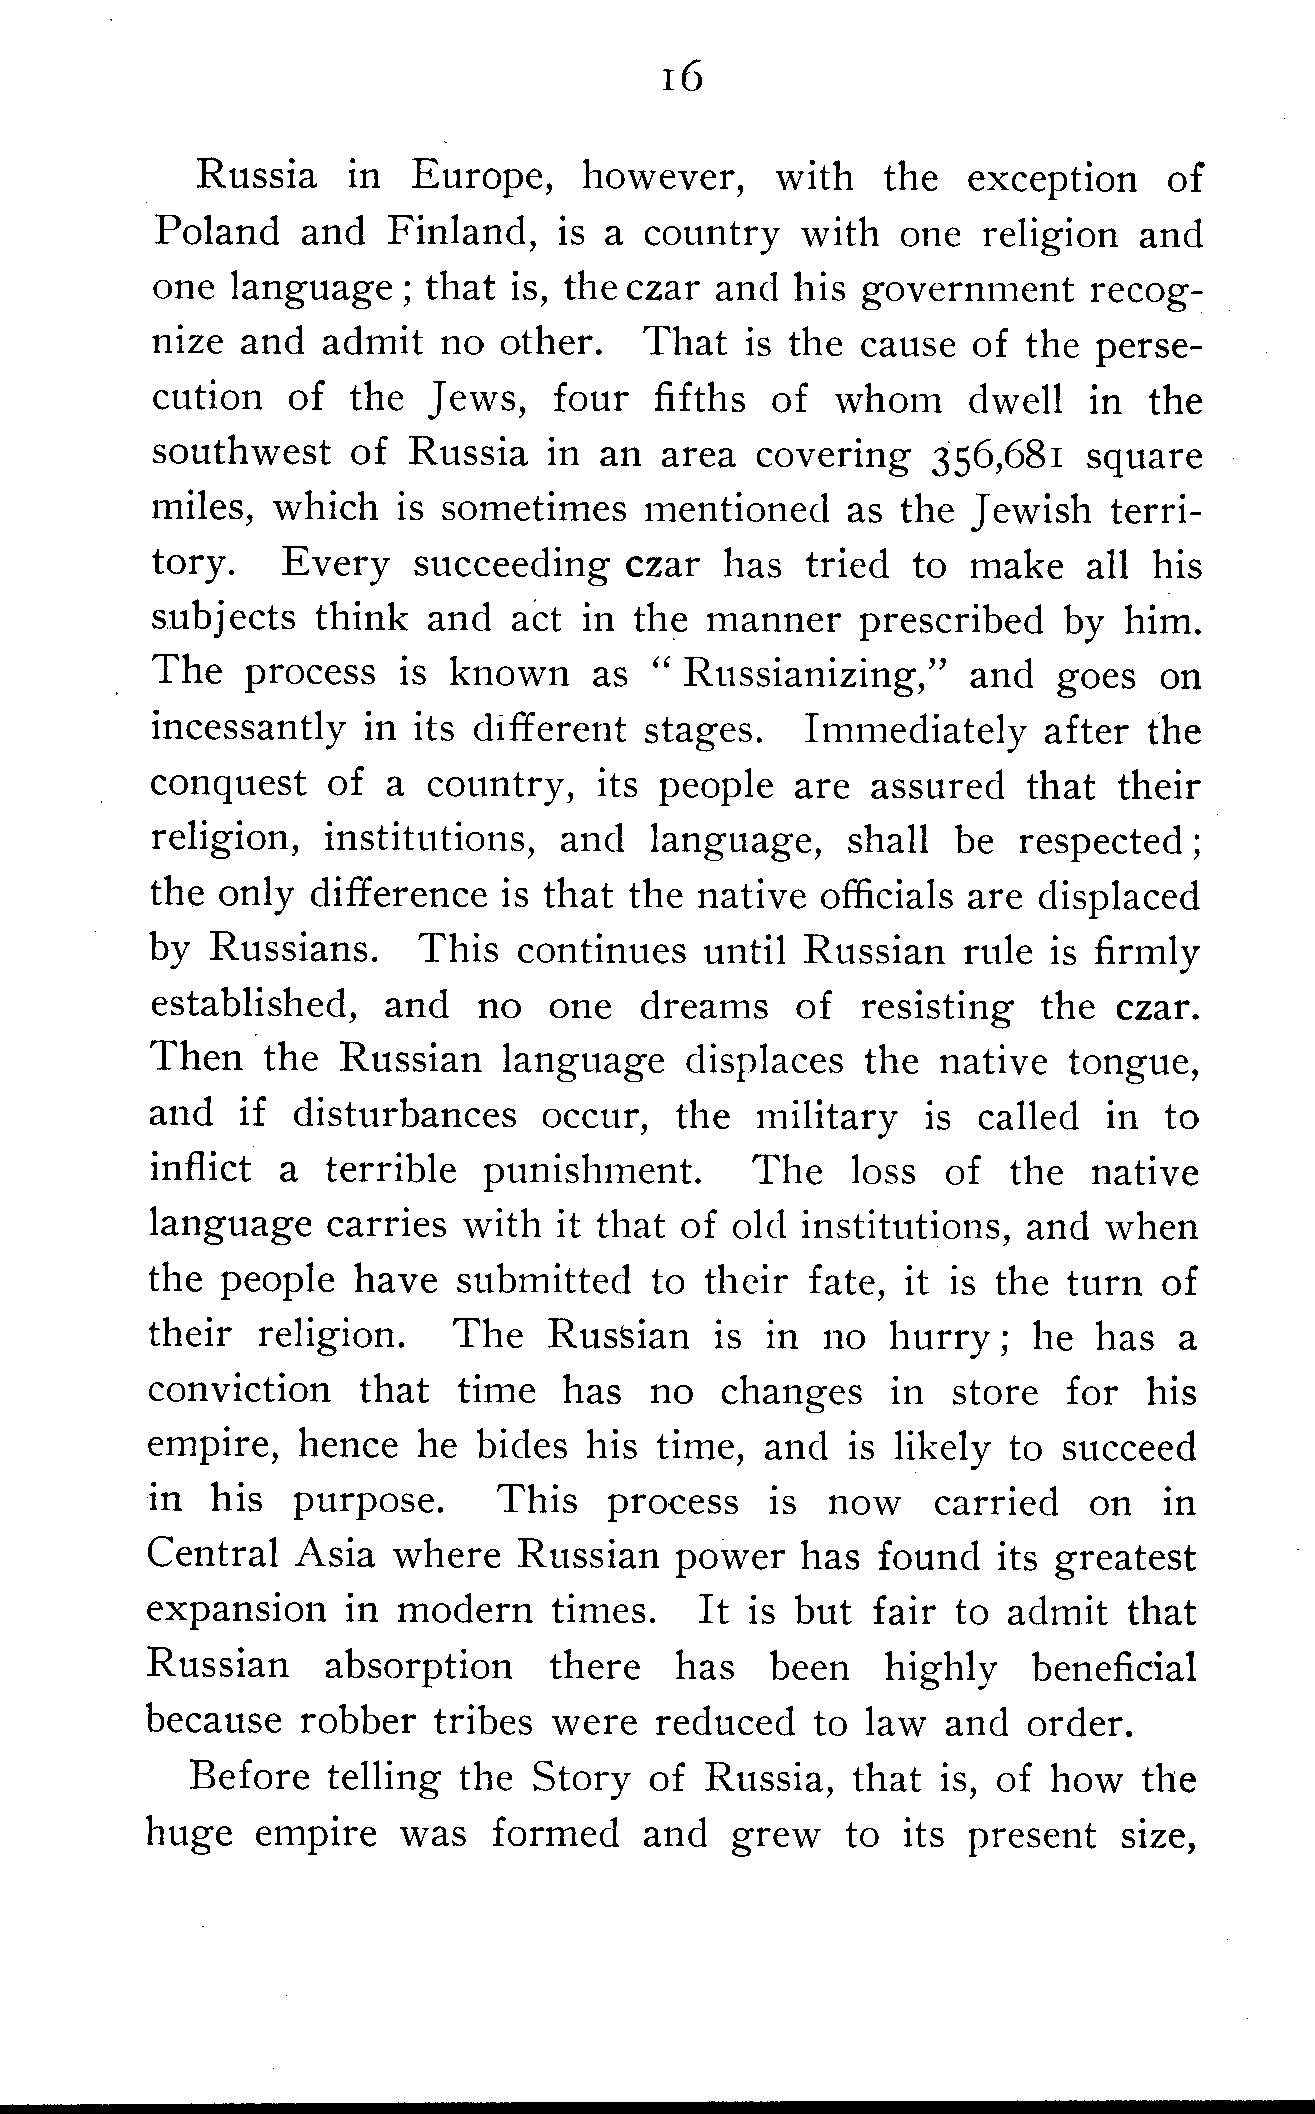 16
Russia in Europe, however, with the exception of
Poland and Finland, is a country with one religion and
one language; that is, the czar and his government recog-
nize and admit no other. That is the cause of the perse-
cution of the Jews, four fifths of whom dwell in the
southwest of Russia in an area covering 356,681 square
miles, which is sometimes mentioned as the Jewish terri-
tory. Every succeeding czar has tried to make all his
subjects think and act in the manner prescribed by him.
The process is known as “Russianizing,” and goes on
incessantly in its different stages. Immediately after the
conquest of a country, its people are assured that their
religion, institutions, and language, shall be respected;
the only difference is that the native officials are displaced
by Russians. This continues until Russian rule is firmly
established, and no one dreams of resisting the czar.
Then the Russian language displaces the native tongue,
and if disturbances occur, the military is called in to
inflict a terrible punishment. The loss of the native
language carries with it that of old institutions, and when
the people have submitted to their fate, it is the turn of
their religion. The Russian is in no hurry; he has a
conviction that time has no changes in store for his
empire, hence he bides his time, and is likely to succeed
in his purpose. This process is now carried on in
Central Asia where Russian power has found its greatest
expansion in modern times. It is but fair to admit that
Russian absorption there has been highly beneficial
because robber tribes were reduced to law and order.
Before telling the Story of Russia, that is, of how the
huge empire was formed and grew to its present size,